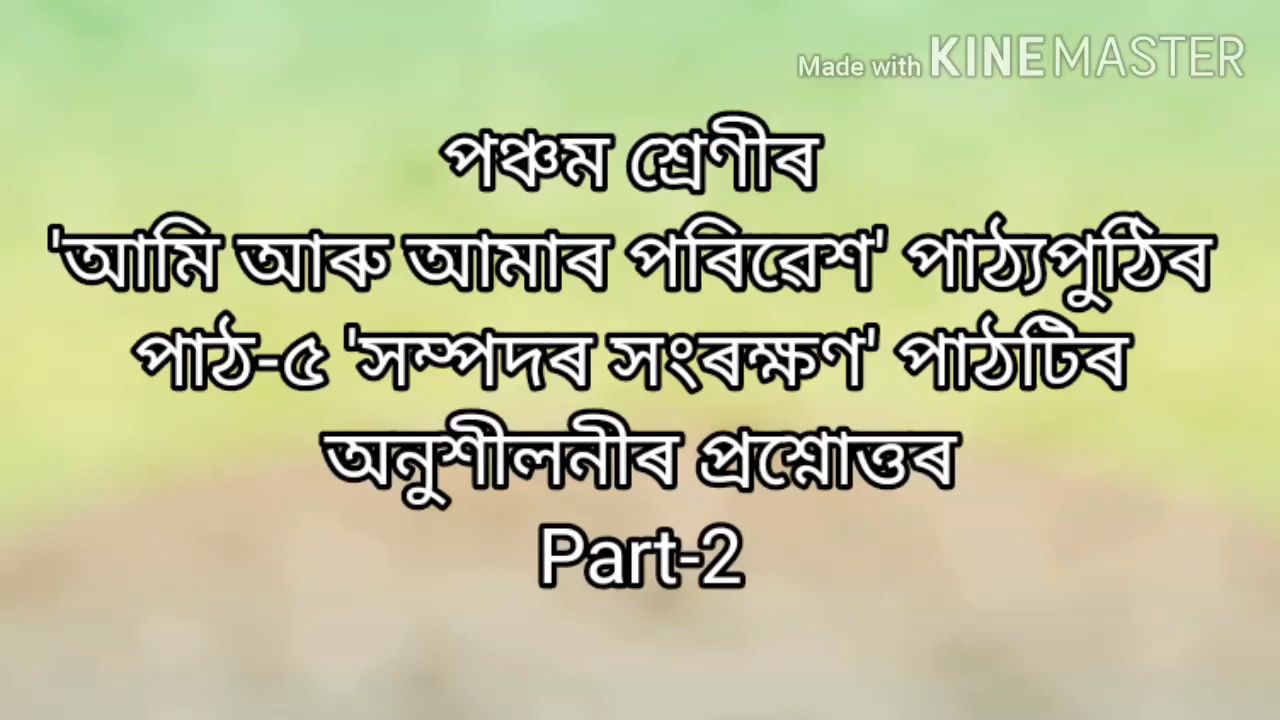 Made with KINEMASTER
পঞ্চম শ্ৰেণীৰ
'আমি আৰু আমাৰ পৰিৱেশ' পাঠ্যপুঠিৰ
পাঠ-৫ 'সম্পদৰ সংৰক্ষণ' পাঠটিৰ
অনুশীলনীৰ প্ৰশ্নোত্তৰ
Part-2